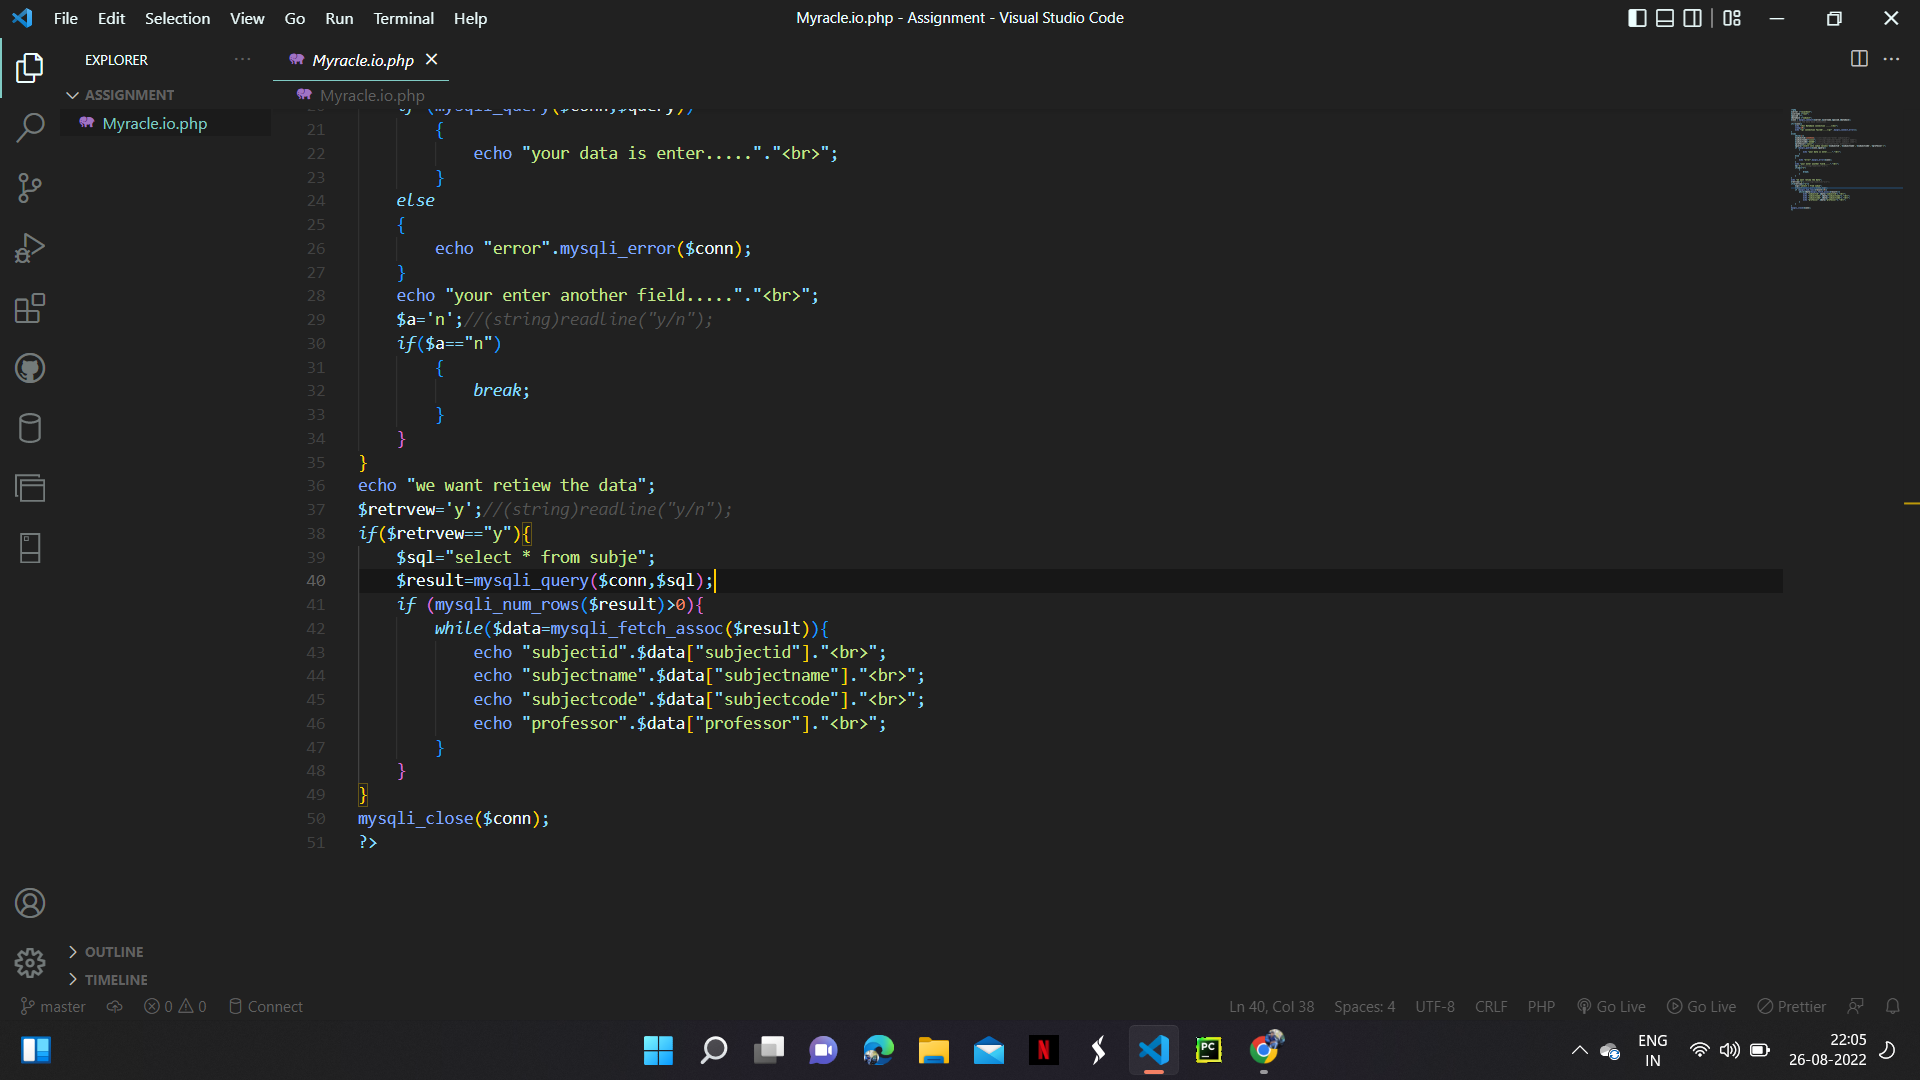 File Edit Selection View Go Run Terminal Help
Myracle.io.php - Assignment - Visual Studio Code
EXPLORER
Myracle.io.php
ASSIGNMENT
Myracle.io.php
Myracle.io.php
if (mysqli_query($conn,$query))
21 {
22 echo "your data is enter....."."<br>";
23 }
24 else
25 {
26 echo "error".mysqli_error($conn);
27 }
28 echo "your enter another field....."."<br>";
29 $a='n';//(string)readline("y/n");
30 if($a=="n")
31 {
32 break;
33 }
34 }
35 }
36 echo "we want retiew the data";
37 $retrvew='y';//(string)readline("y/n");
38 if($retrvew=="y"){
39 $sql="select * from subje";
40 $result=mysqli_query($conn,$sql);
41 if (mysqli_num_rows($result)>0){
42 while($data=mysqli_fetch_assoc($result)){
43 echo "subjectid".$data["subjectid"]."<br>";
44 echo "subjectname".$data["subjectname"]."<br>";
45 echo "subjectcode".$data["subjectcode"]."<br>";
46 echo "professor".$data["professor"]."<br>";
47 }
48 }
49 }
50 mysqli_close($conn);
51 ?>
OUTLINE
TIMELINE
master 0 0 Connect
Ln 40, Col 38 Spaces: 4 UTF-8 CRLF PHP Go Live Go Live Prettier
N
PC
ENG
IN
22:05
26-08-2022